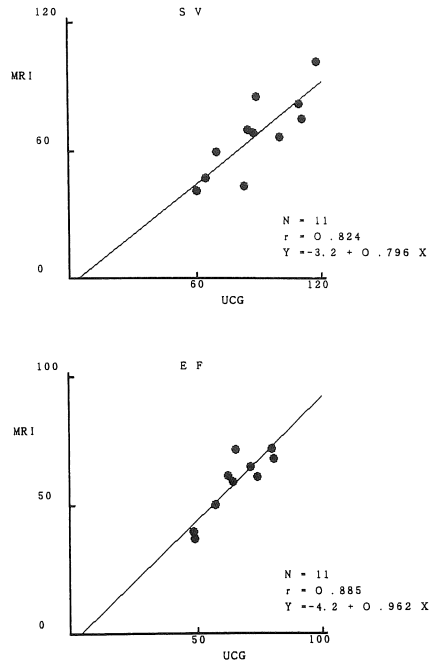 120
S V
MRI
60
N = 11
r = 0.824
Y = -3.2 + 0.796 X
0
60
120
UCG
100
E F
MRI
50
N = 11
r = 0.885
Y = -4.2 + 0.962 X
0
50
100
UCG